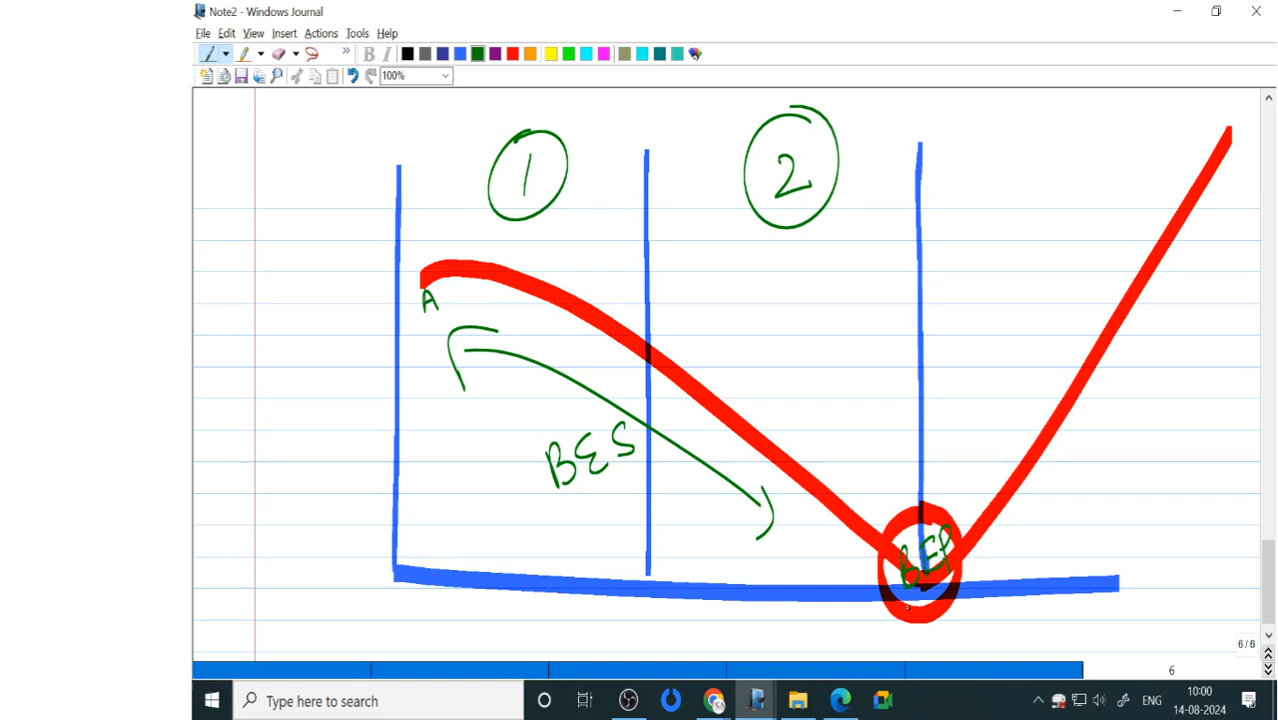 Note2 - Windows Journal
File Edit View Insert Actions Tools Help
» B I
100%
1
2
A
BES
BEP
6/6
6
Type here to search
ENG
10:00
14-08-2024